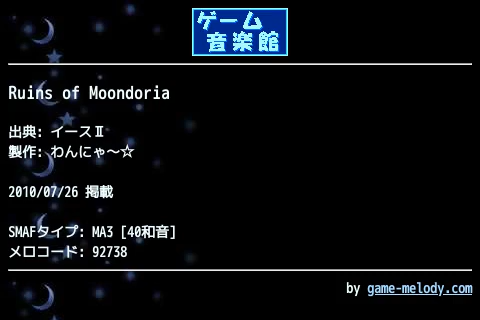 ゲーム
音楽館
Ruins of Moondoria
出典: イースⅡ
製作: わんにゃ～☆
2010/07/26 掲載
SMAFタイプ: MA3 [40和音]
メロコード: 92738
by game-melody.com